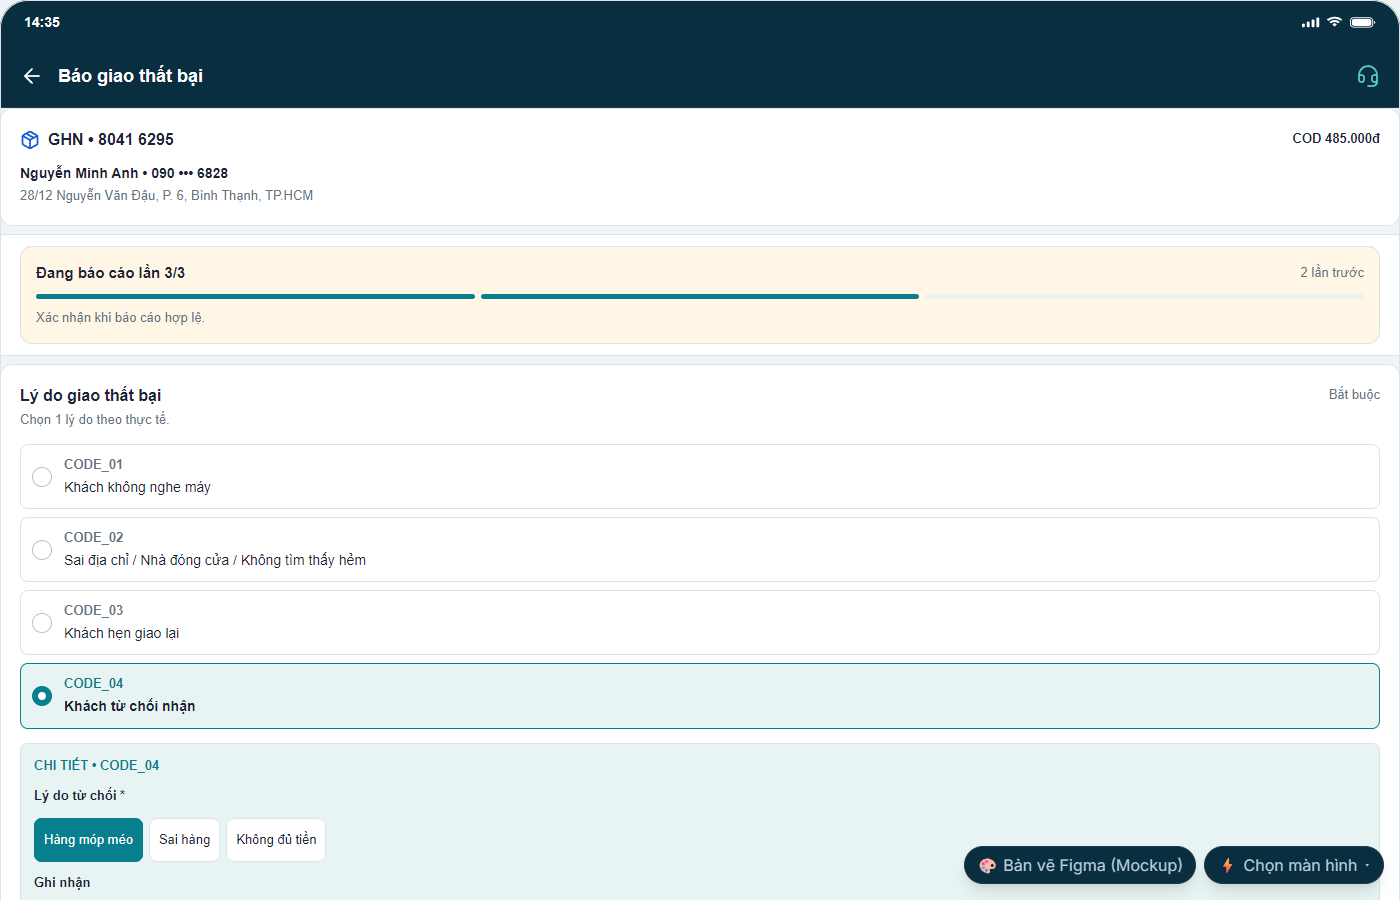 14:35
Báo giao thất bại
GHN • 8041 6295
COD 485.000đ
Nguyễn Minh Anh • 090 ••• 6828
28/12 Nguyễn Văn Đậu, P. 6, Bình Thạnh, TP.HCM
Đang báo cáo lần 3/3
2 lần trước
Xác nhận khi báo cáo hợp lệ.
Lý do giao thất bại
Bắt buộc
Chọn 1 lý do theo thực tế.
CODE_01
Khách không nghe máy
CODE_02
Sai địa chỉ / Nhà đóng cửa / Không tìm thấy hẻm
CODE_03
Khách hẹn giao lại
CODE_04
Khách từ chối nhận
CHI TIẾT • CODE_04
Lý do từ chối *
Hàng móp méo
Sai hàng
Không đủ tiền
Ghi nhận
Bản vẽ Figma (Mockup)
Chọn màn hình